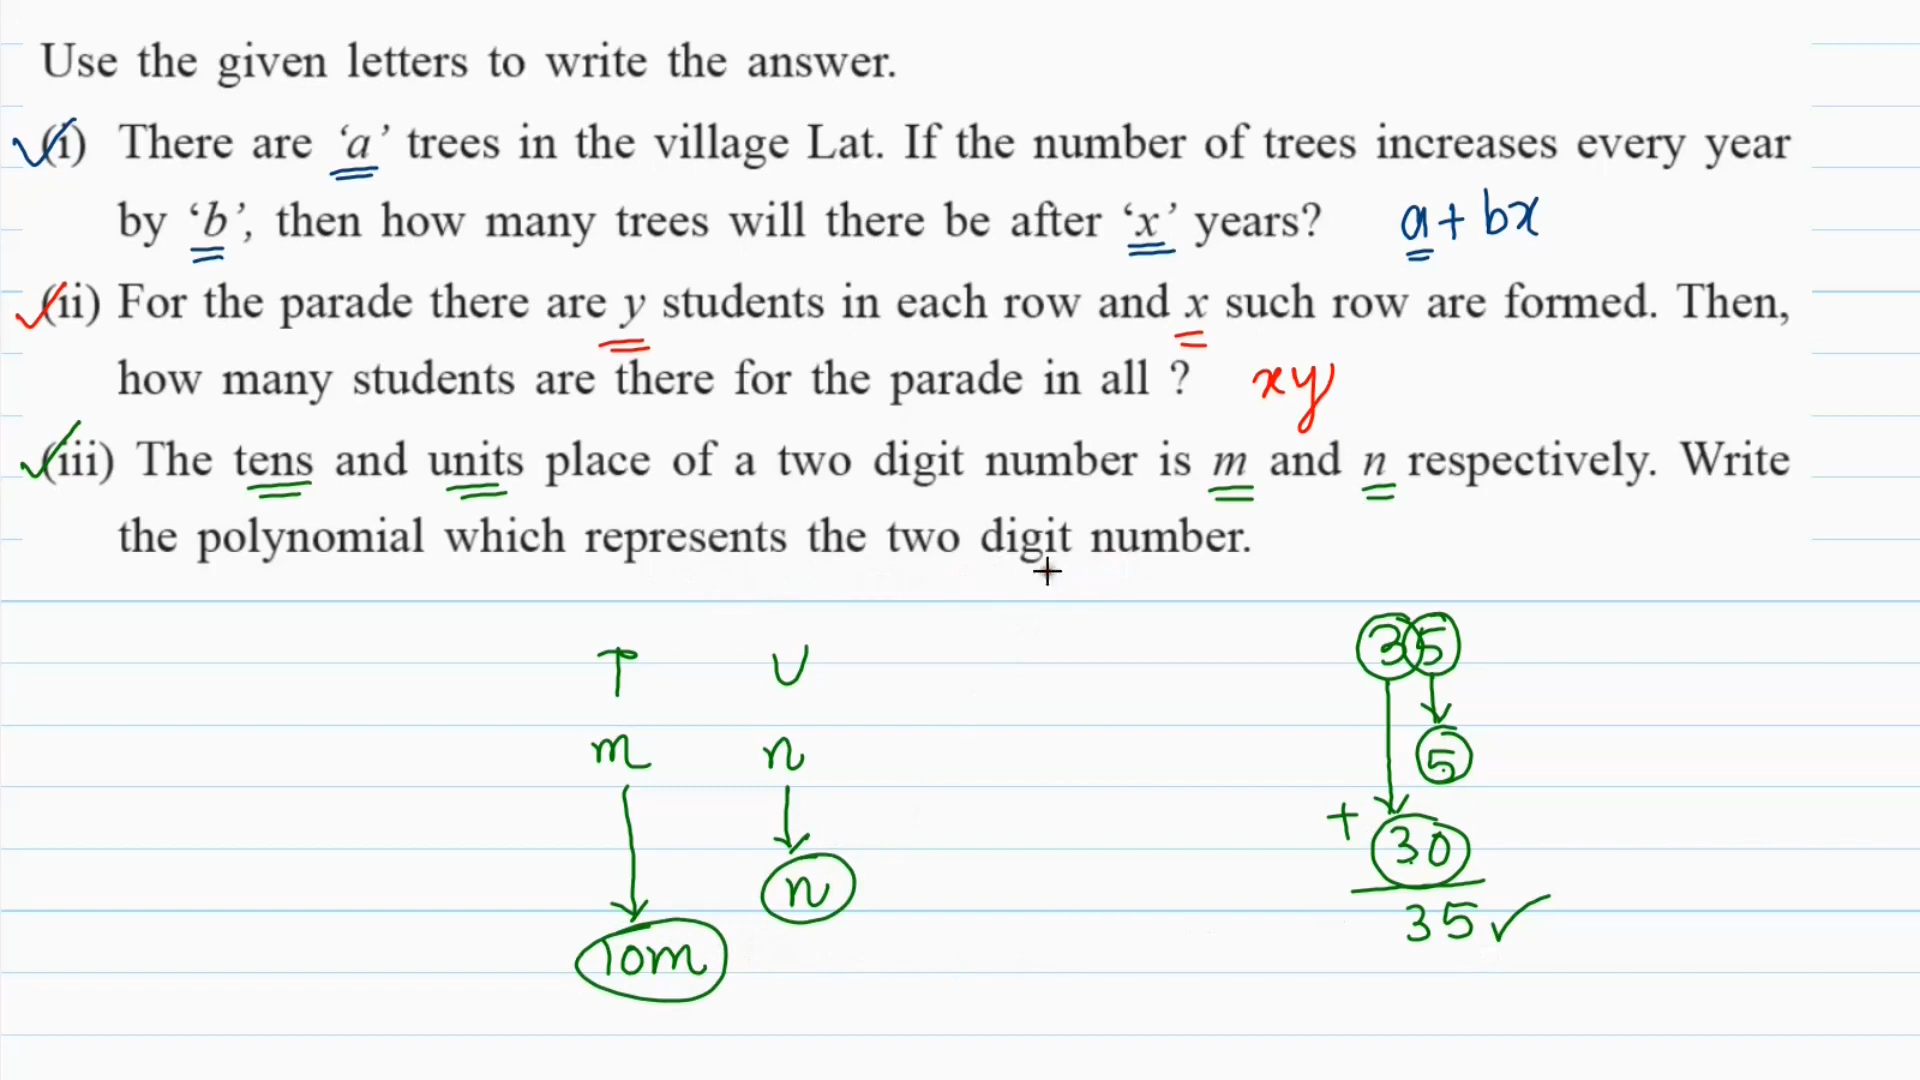 Use the given letters to write the answer.
(i) There are ‘a’ trees in the village Lat. If the number of trees increases every year
by ‘b’, then how many trees will there be after ‘x’ years? a + bx
(ii) For the parade there are y students in each row and x such row are formed. Then,
how many students are there for the parade in all ? xy
(iii) The tens and units place of a two digit number is m and n respectively. Write
the polynomial which represents the two digit number.
T U 35
m n 5
+ 30
n
35
10m